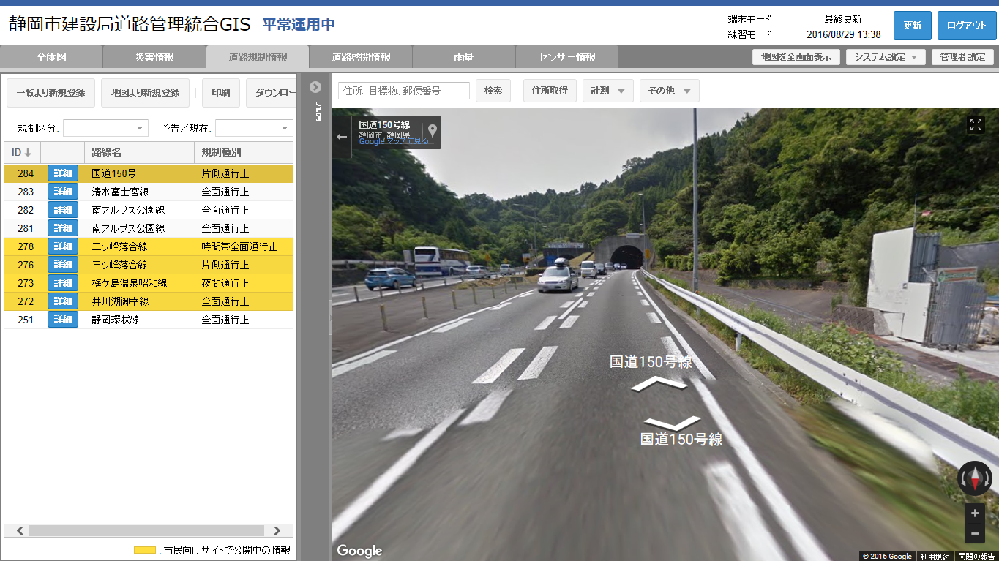 静岡市建設局道路管理統合GIS 平常運用中
端末モード 最終更新 更新 ログアウト
練習モード 2016/08/29 13:38
全体図 災害情報 道路規制情報 道路啓開情報 雨量 センサー情報 地図を全画面表示 システム設定 管理者設定
一覧より新規登録 地図より新規登録 印刷 ダウンロー
住所、目標物、郵便番号 検索 住所取得 計測 その他
規制区分: 予告／現在:
ID 路線名 規制種別
284 詳細 国道150号 片側通行止
283 詳細 清水富士宮線 全面通行止
282 詳細 南アルプス公園線 全面通行止
281 詳細 南アルプス公園線 全面通行止
278 詳細 三ツ峰落合線 時間帯全面通行止
276 詳細 三ツ峰落合線 片側通行止
273 詳細 梅ケ島温泉昭和線 夜間通行止
272 詳細 井川湖御幸線 全面通行止
251 詳細 静岡環状線 全面通行止
: 市民向けサイトで公開中の情報
国道150号線
静岡市, 静岡県
Google マップで見る
国道150号線
国道150号線
Google
© 2016 Google 利用規約 問題の報告